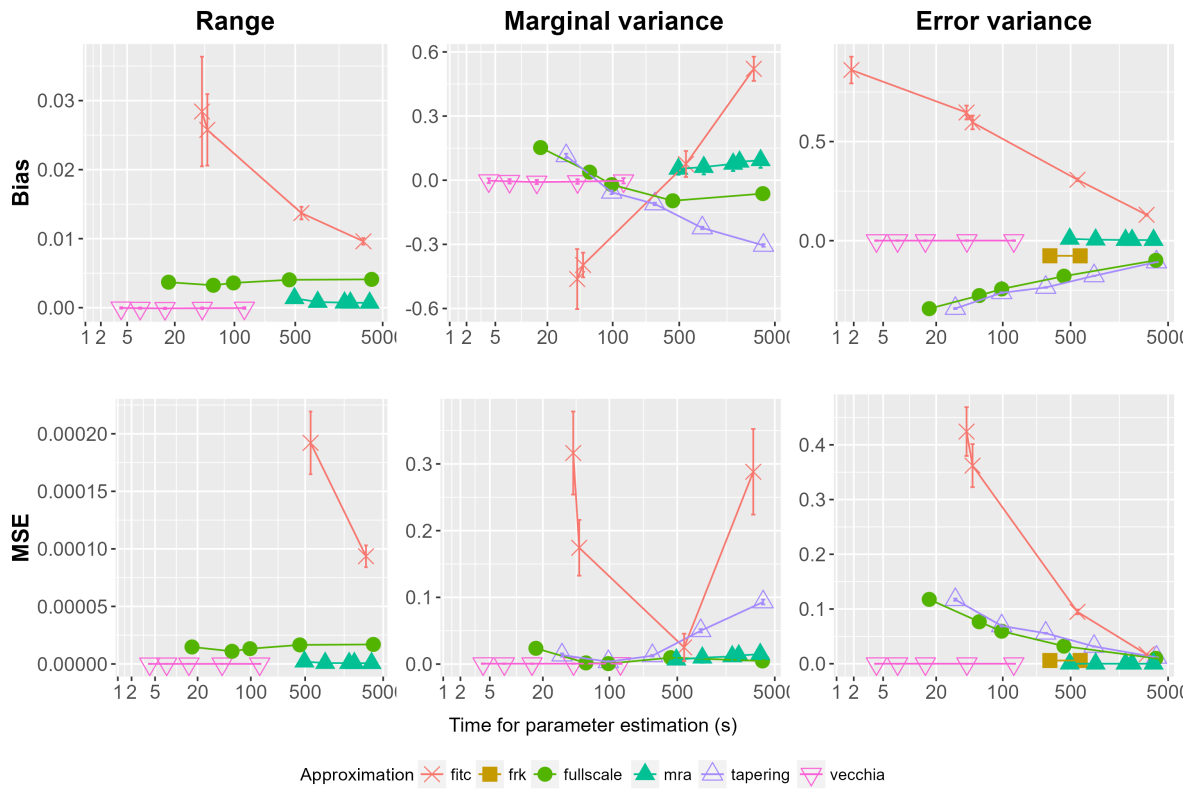 Range Marginal variance Error variance
Bias
0.03
0.02
0.01
0.00
1 2 5 20 100 500 5000
0.6
0.3
0.0
-0.3
-0.6
1 2 5 20 100 500 5000
0.5
0.0
1 2 5 20 100 500 5000
MSE
0.00020
0.00015
0.00010
0.00005
0.00000
1 2 5 20 100 500 5000
0.3
0.2
0.1
0.0
1 2 5 20 100 500 5000
0.4
0.3
0.2
0.1
0.0
1 2 5 20 100 500 5000
Time for parameter estimation (s)
Approximation fitc frk fullscale mra tapering vecchia